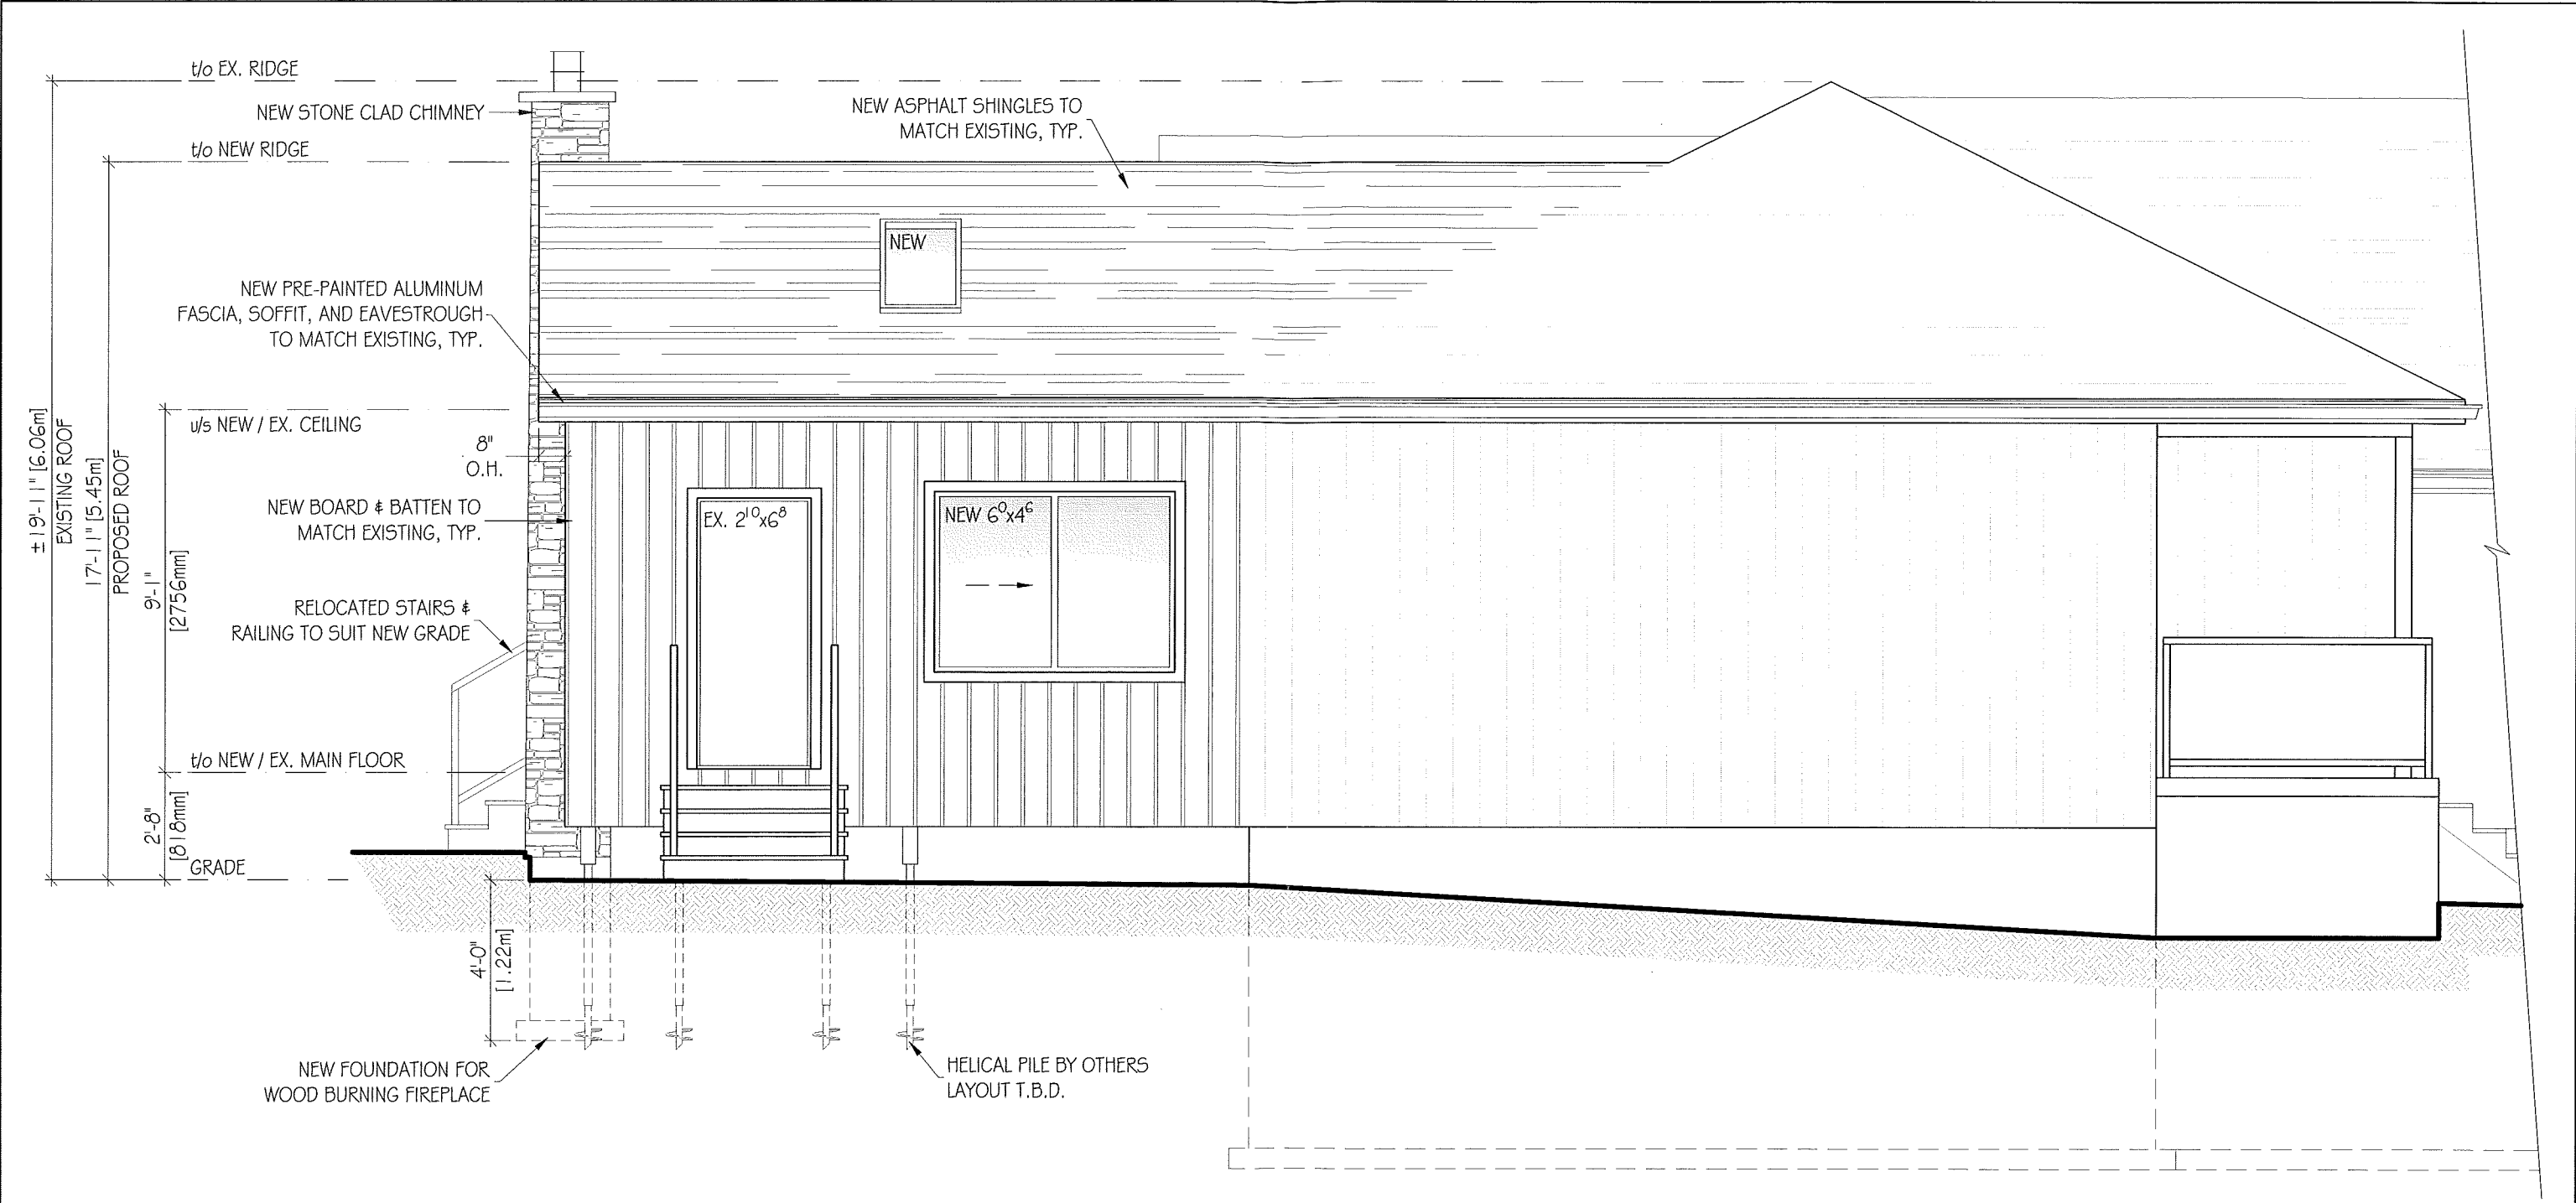 t/o EX. RIDGE
NEW STONE CLAD CHIMNEY
NEW ASPHALT SHINGLES TO
MATCH EXISTING, TYP.
t/o NEW RIDGE
NEW
NEW PRE-PAINTED ALUMINUM
FASCIA, SOFFIT, AND EAVESTROUGH
TO MATCH EXISTING, TYP.
u/s NEW / EX. CEILING
8"
O.H.
±19'-11" [6.06m]
EXISTING ROOF
17'-11" [5.45m]
PROPOSED ROOF
9'-1"
[2756mm]
NEW BOARD & BATTEN TO
MATCH EXISTING, TYP.
EX. 2¹⁰x6⁸
NEW 6⁰x4⁶
RELOCATED STAIRS &
RAILING TO SUIT NEW GRADE
t/o NEW / EX. MAIN FLOOR
2'-8"
[818mm]
GRADE
4'-0"
[1.22m]
NEW FOUNDATION FOR
WOOD BURNING FIREPLACE
HELICAL PILE BY OTHERS
LAYOUT T.B.D.